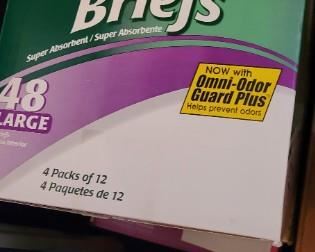 Briefs
Super Absorbent / Super Absorbente
48
LARGE
NOW with
Omni-Odor
Guard Plus
Helps prevent odors
4 Packs of 12
4 Paquetes de 12